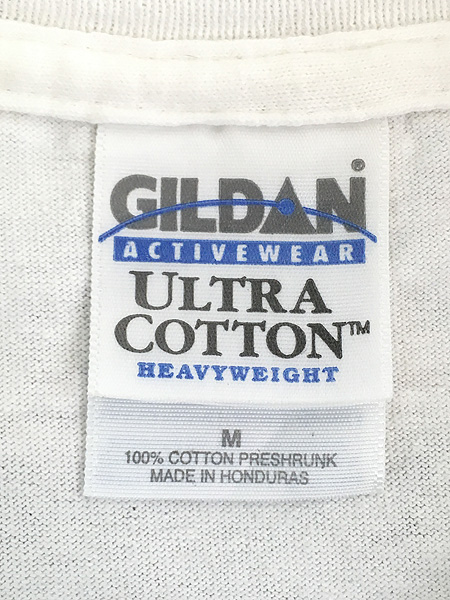 GILDAN®
ACTIVEWEAR
ULTRA
COTTON™
HEAVYWEIGHT
M
100% COTTON PRESHRUNK
MADE IN HONDURAS